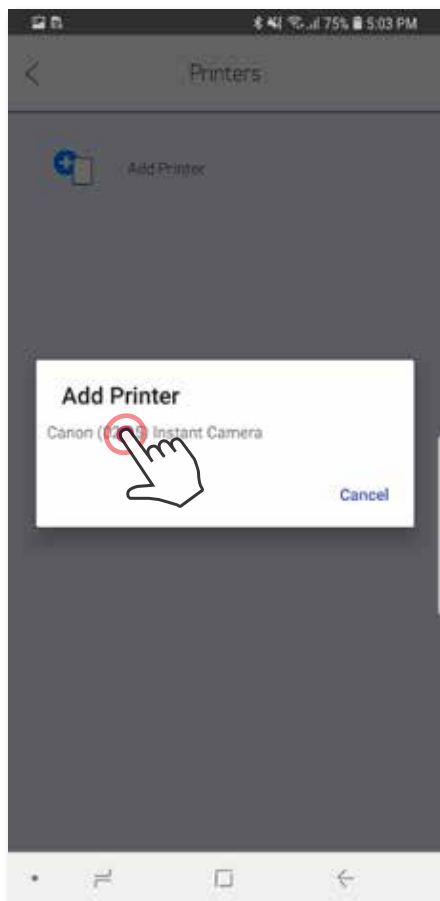 75% 5:03 PM
Printers
Add Printer
Add Printer
Canon ( ) Instant Camera
Cancel